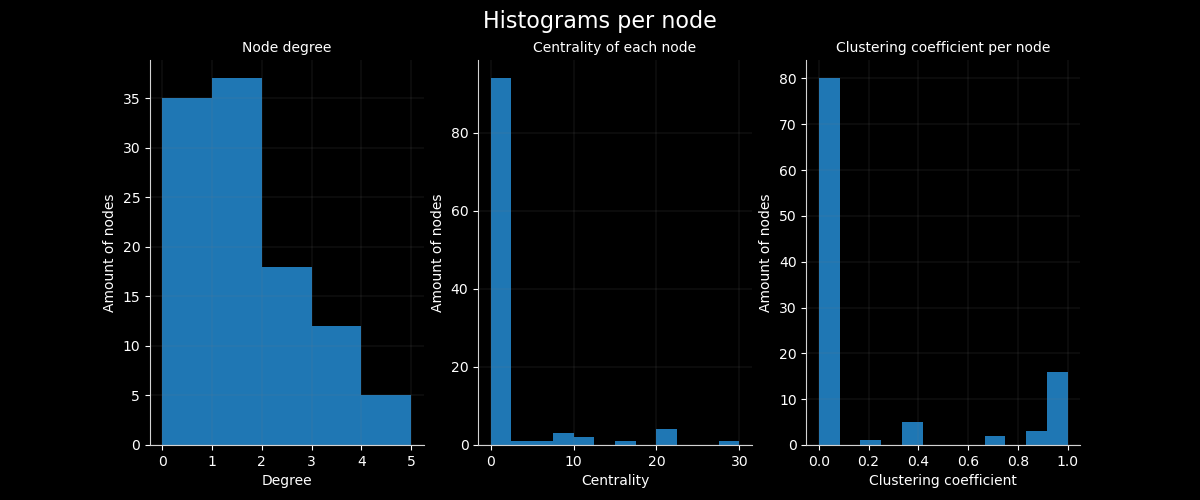 Histograms per node
Node degree
Amount of nodes
35
30
25
20
15
10
5
0
0 1 2 3 4 5
Degree
Centrality of each node
Amount of nodes
80
60
40
20
0
0 10 20 30
Centrality
Clustering coefficient per node
Amount of nodes
80
70
60
50
40
30
20
10
0
0.0 0.2 0.4 0.6 0.8 1.0
Clustering coefficient